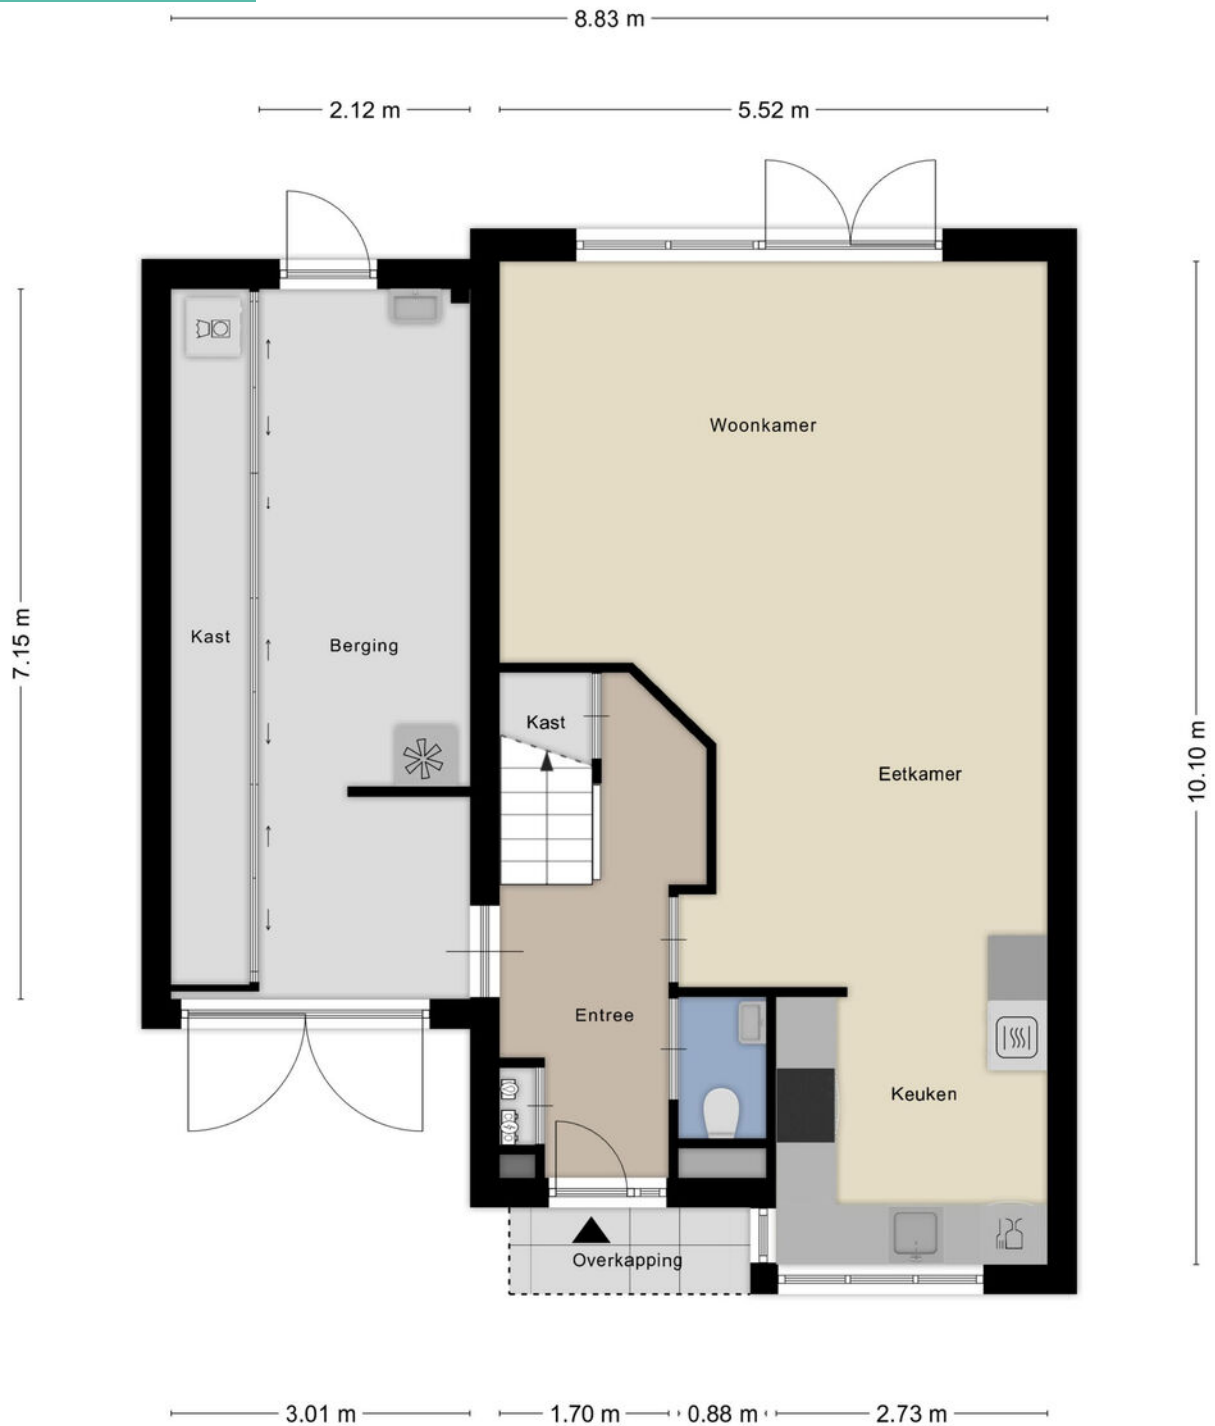 8.83 m
2.12 m
5.52 m
Woonkamer
7.15 m
Kast
Berging
Kast
Eetkamer
10.10 m
Entree
Keuken
Overkapping
3.01 m
1.70 m
0.88 m
2.73 m